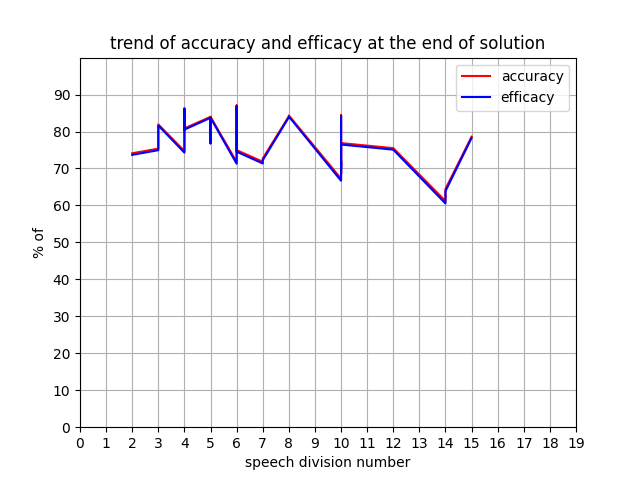 trend of accuracy and efficacy at the end of solution
accuracy
efficacy
90
80
70
60
50
40
30
20
10
0
% of
0 1 2 3 4 5 6 7 8 9 10 11 12 13 14 15 16 17 18 19
speech division number